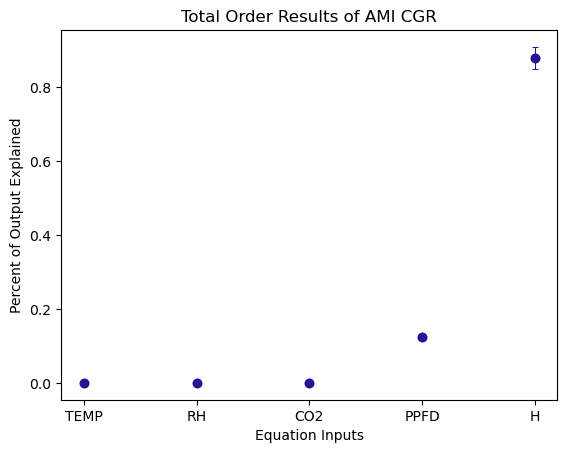 Total Order Results of AMI CGR
Percent of Output Explained
0.8
0.6
0.4
0.2
0.0
TEMP RH CO2 PPFD H
Equation Inputs